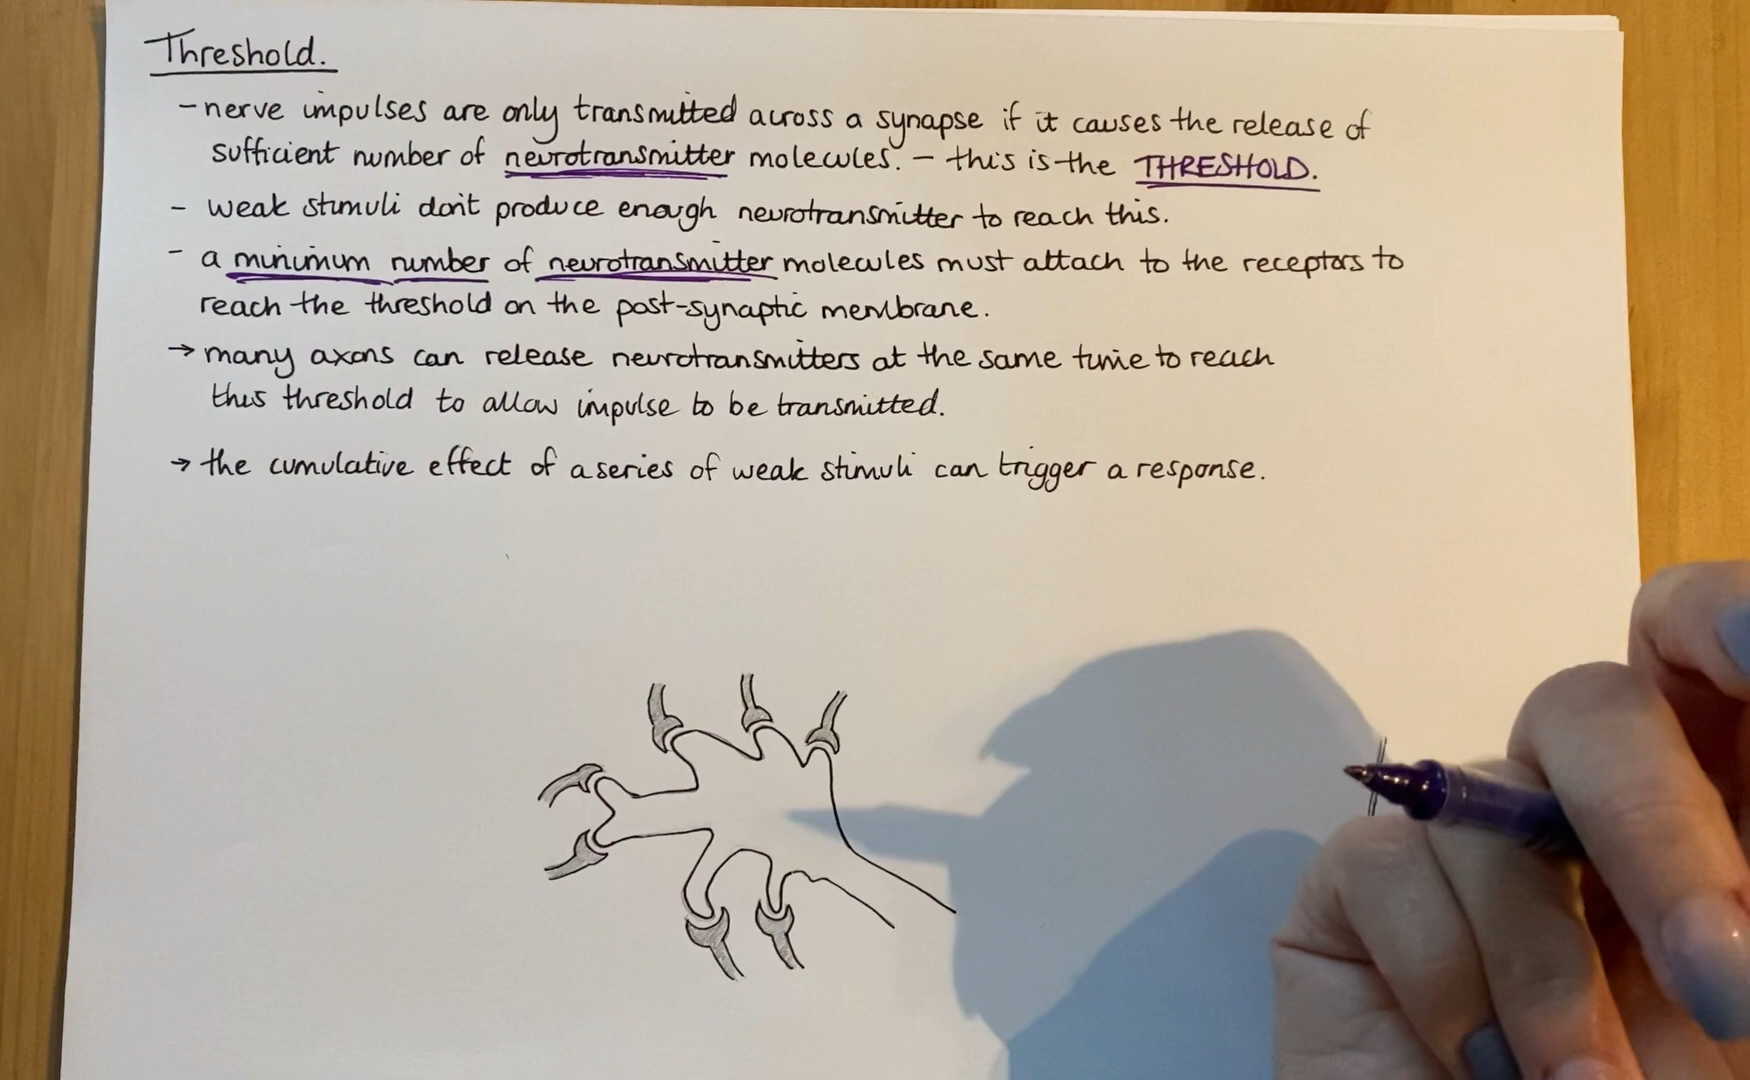 Threshold.
- nerve impulses are only transmitted across a synapse if it causes the release of
sufficient number of neurotransmitter molecules. - this is the THRESHOLD.
- weak stimuli don't produce enough neurotransmitter to reach this.
- a minimum number of neurotransmitter molecules must attach to the receptors to
reach the threshold on the post-synaptic membrane.
→ many axons can release neurotransmitters at the same time to reach
this threshold to allow impulse to be transmitted.
→ the cumulative effect of a series of weak stimuli can trigger a response.